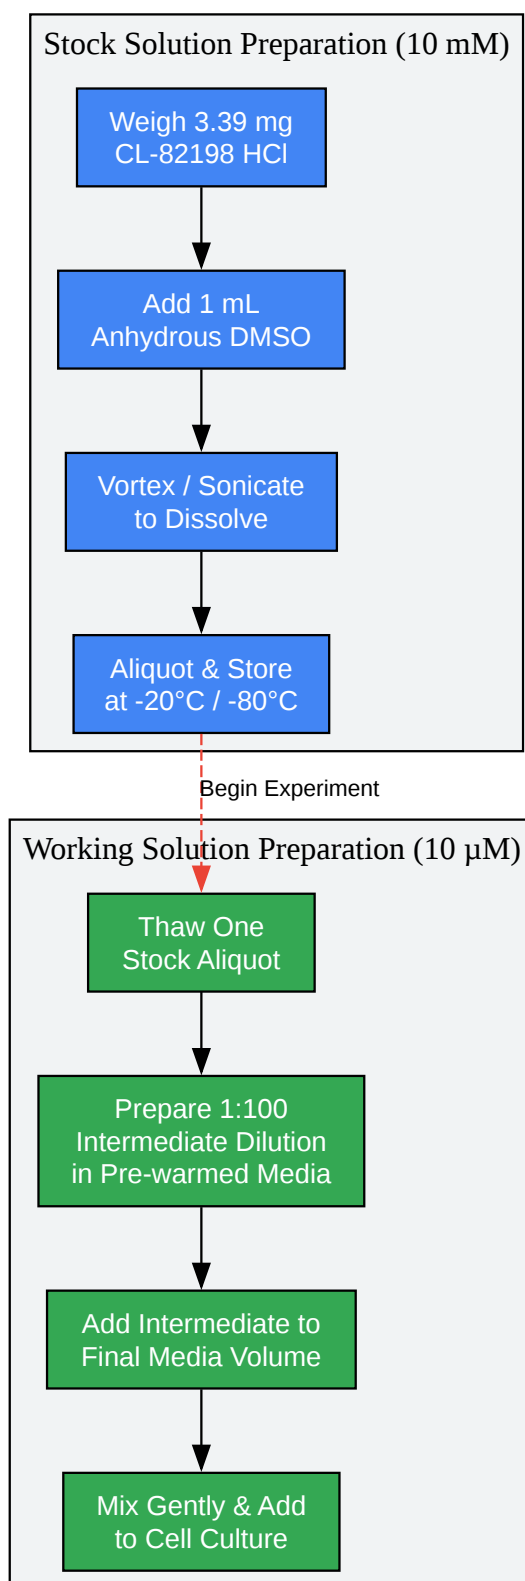 Stock Solution Preparation (10 mM)
Weigh 3.39 mg
CL-82198 HCl
Add 1 mL
Anhydrous DMSO
Vortex / Sonicate
to Dissolve
Aliquot & Store
at -20°C / -80°C
Begin Experiment
Working Solution Preparation (10 µM)
Thaw One
Stock Aliquot
Prepare 1:100
Intermediate Dilution
in Pre-warmed Media
Add Intermediate to
Final Media Volume
Mix Gently & Add
to Cell Culture